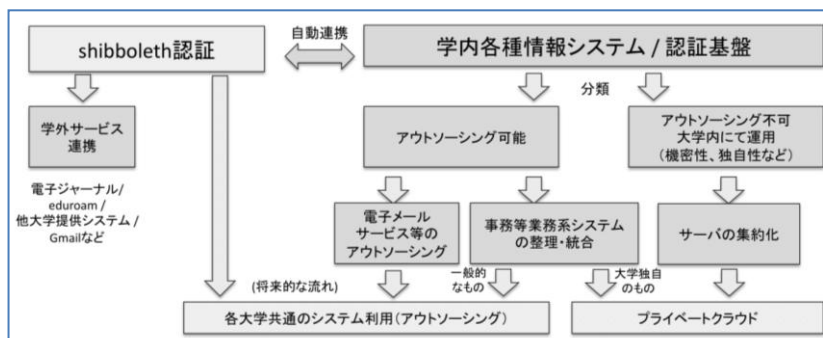 shibboleth認証
自動連携
学内各種情報システム / 認証基盤
分類
学外サービス
連携
アウトソーシング可能
アウトソーシング不可
大学内にて運用
(機密性、独自性など)
電子ジャーナル/
eduroam /
他大学提供システム /
Gmailなど
電子メール
サービス等の
アウトソーシング
事務等業務系システム
の整理・統合
サーバの集約化
(将来的な流れ)
一般的
なもの
大学独自
のもの
各大学共通のシステム利用(アウトソーシング)
プライベートクラウド